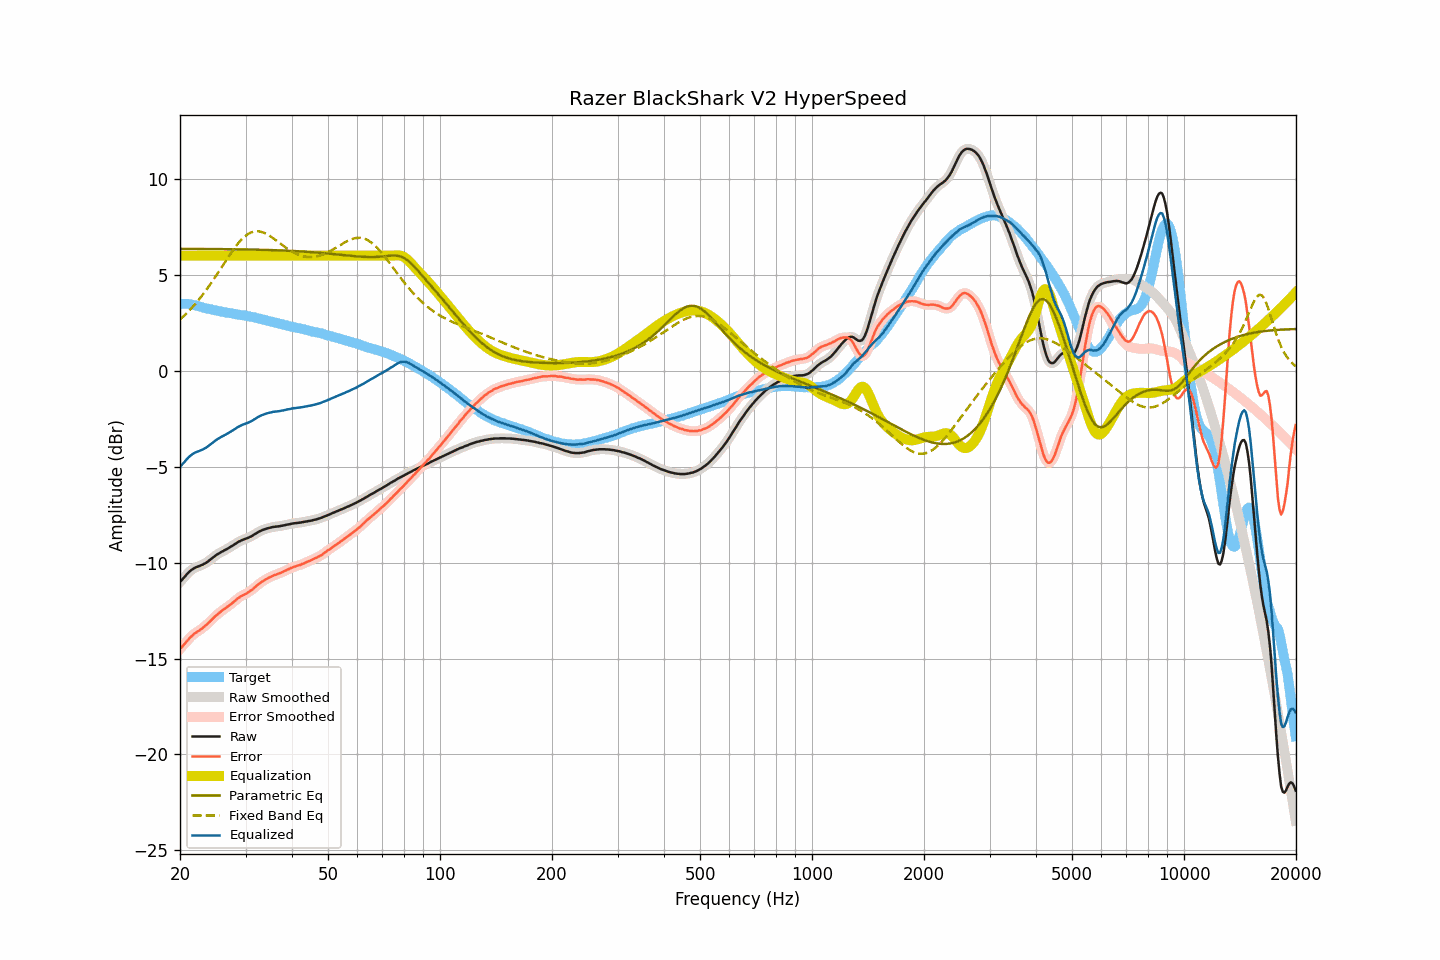 Razer BlackShark V2 HyperSpeed
10
5
0
−5
−10
−15
−20
−25
Amplitude (dBr)
Target
Raw Smoothed
Error Smoothed
Raw
Error
Equalization
Parametric Eq
Fixed Band Eq
Equalized
20 50 100 200 500 1000 2000 5000 10000 20000
Frequency (Hz)